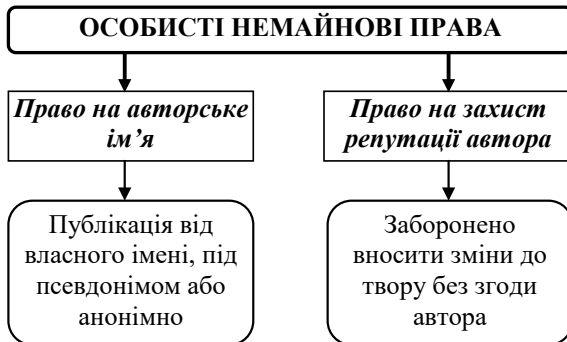 ОСОБИСТІ НЕМАЙНОВІ ПРАВА
Право на авторське
ім’я
Право на захист
репутації автора
Публікація від
власного імені, під
псевдонімом або
анонімно
Заборонено
вносити зміни до
твору без згоди
автора